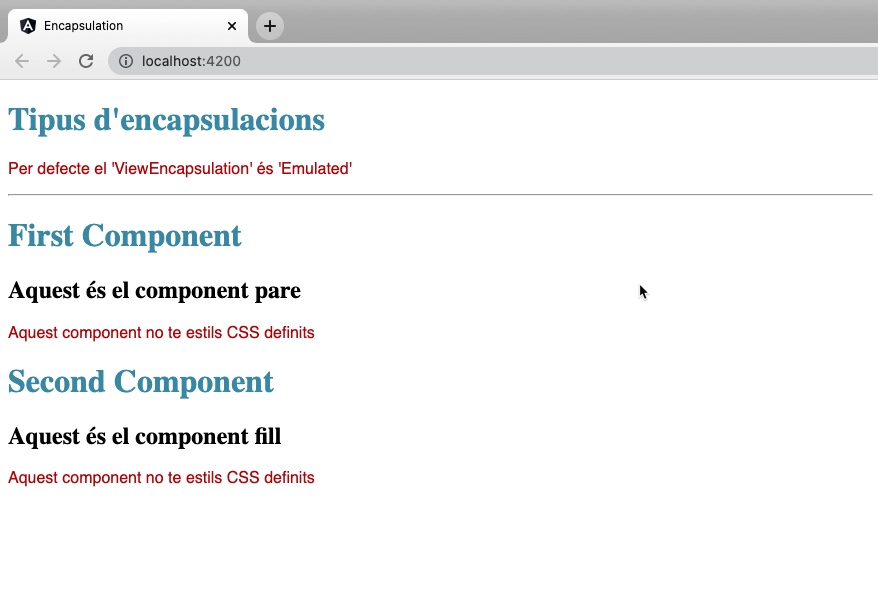 Encapsulation
localhost:4200
Tipus d'encapsulacions
Per defecte el 'ViewEncapsulation' és 'Emulated'
First Component
Aquest és el component pare
Aquest component no te estils CSS definits
Second Component
Aquest és el component fill
Aquest component no te estils CSS definits